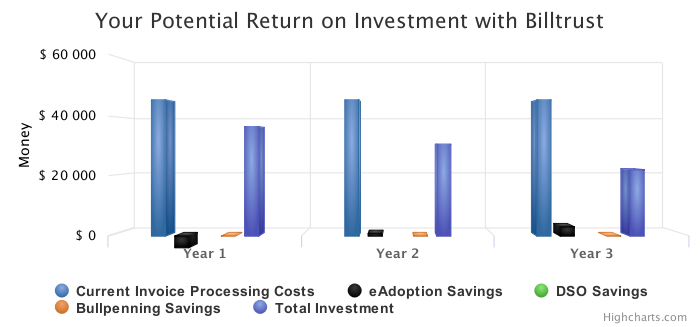 Your Potential Return on Investment with Billtrust
$ 60 000
$ 40 000
$ 20 000
$ 0
Money
Year 1
Year 2
Year 3
Current Invoice Processing Costs
eAdoption Savings
DSO Savings
Bullpenning Savings
Total Investment
Highcharts.com